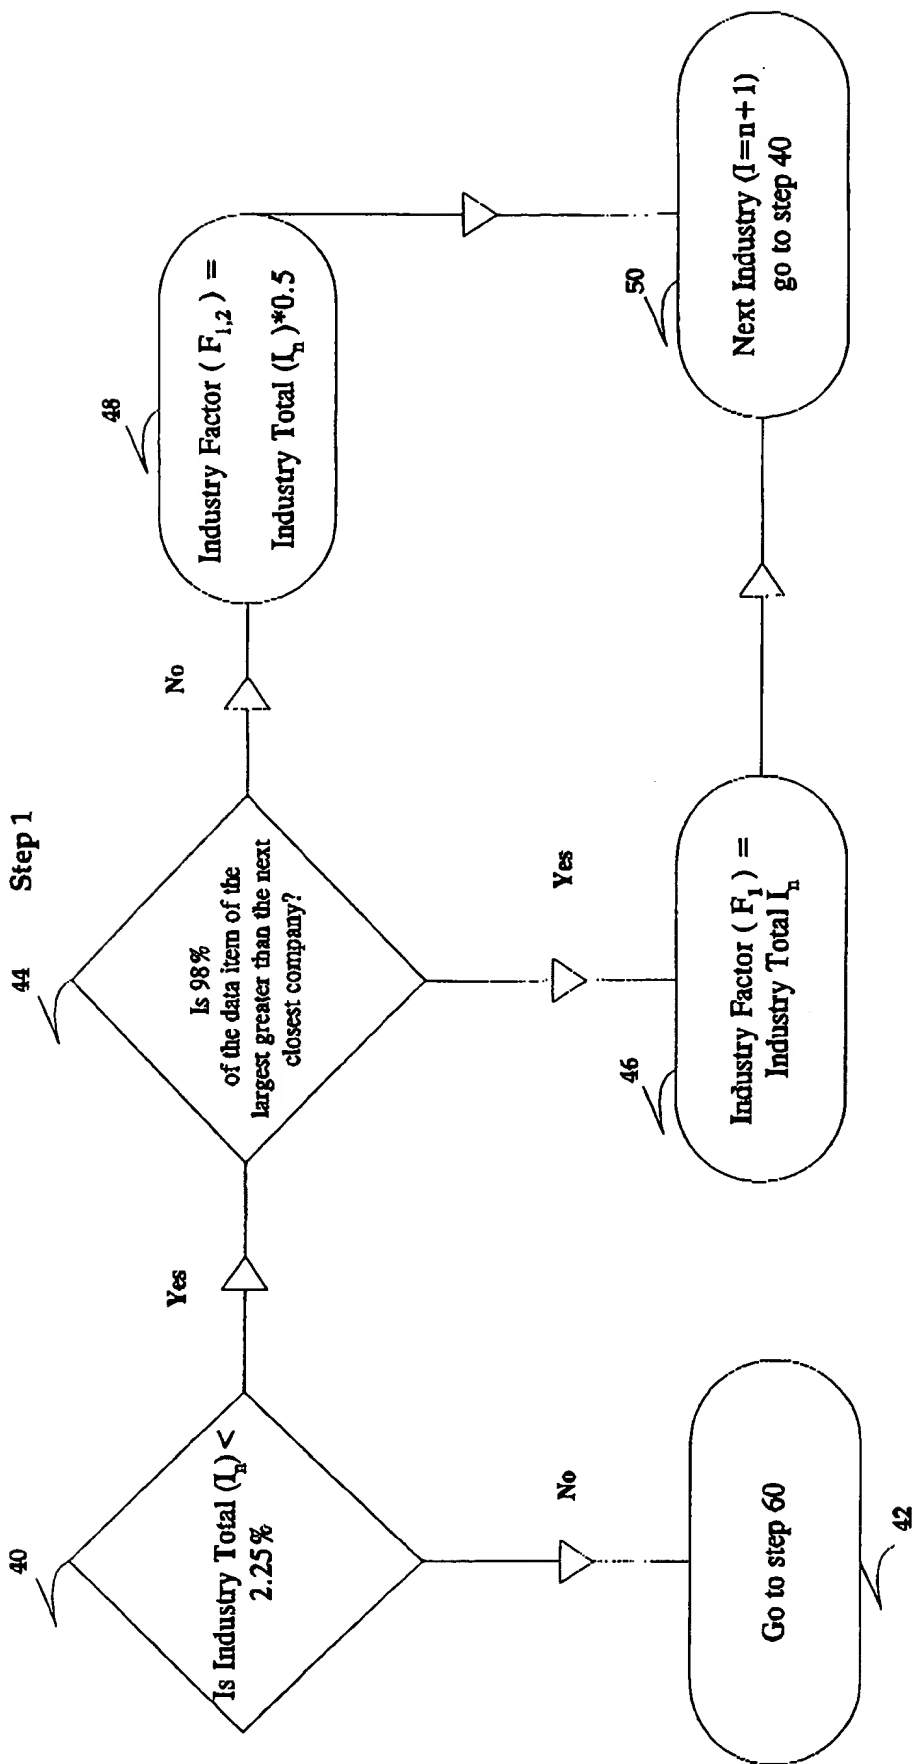 Step 1
40
Is Industry Total (Iₙ) <
2.25%
Yes
No
Go to step 60
42
44
Is 98%
of the data item of the
largest greater than the next
closest company?
No
Yes
48
Industry Factor ( F₁,₂ ) =
Industry Total (Iₙ )*0.5
46
Industry Factor ( F₁ ) =
Industry Total Iₙ
50
Next Industry (I=n+1)
go to step 40